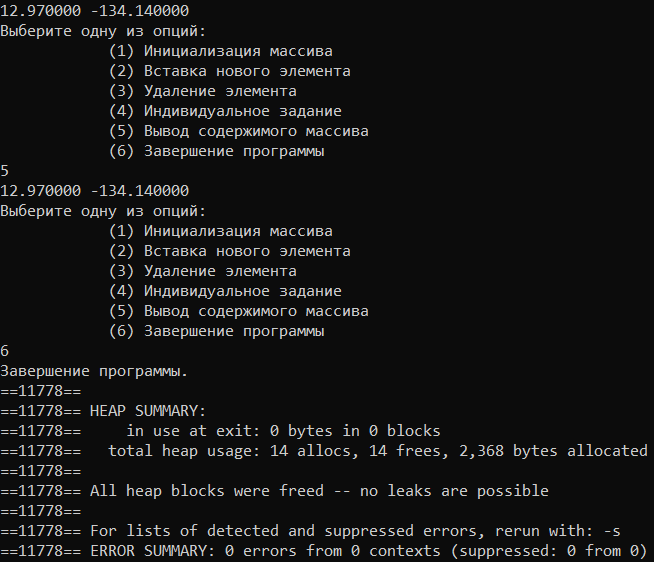 12.970000 -134.140000
Выберите одну из опций:
(1) Инициализация массива
(2) Вставка нового элемента
(3) Удаление элемента
(4) Индивидуальное задание
(5) Вывод содержимого массива
(6) Завершение программы
5
12.970000 -134.140000
Выберите одну из опций:
(1) Инициализация массива
(2) Вставка нового элемента
(3) Удаление элемента
(4) Индивидуальное задание
(5) Вывод содержимого массива
(6) Завершение программы
6
Завершение программы.
==11778==
==11778== HEAP SUMMARY:
==11778==     in use at exit: 0 bytes in 0 blocks
==11778==   total heap usage: 14 allocs, 14 frees, 2,368 bytes allocated
==11778==
==11778== All heap blocks were freed -- no leaks are possible
==11778==
==11778== For lists of detected and suppressed errors, rerun with: -s
==11778== ERROR SUMMARY: 0 errors from 0 contexts (suppressed: 0 from 0)